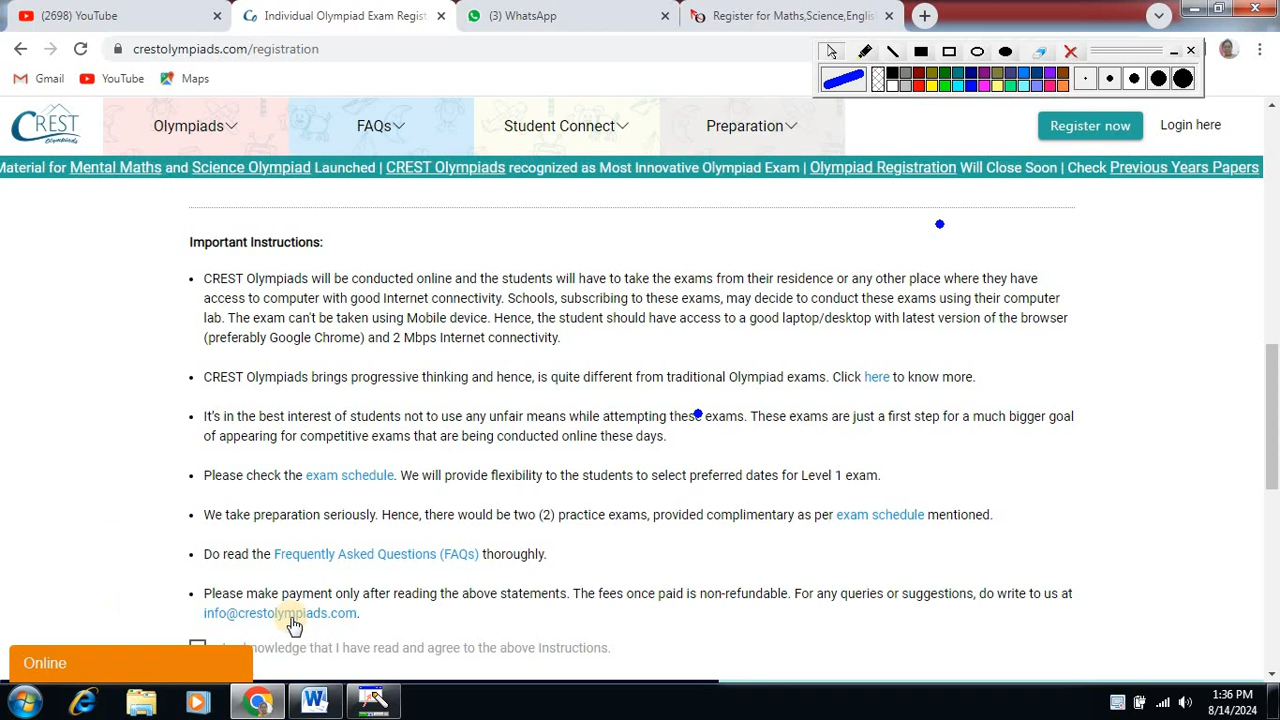 (2698) YouTube
Individual Olympiad Exam Regist
(3) WhatsApp
Register for Maths,Science,Englis
crestolympiads.com/registration
Gmail
YouTube
Maps
CREST
Olympiads
Olympiads
FAQs
Student Connect
Preparation
Register now
Login here
Material for Mental Maths and Science Olympiad Launched | CREST Olympiads recognized as Most Innovative Olympiad Exam | Olympiad Registration Will Close Soon | Check Previous Years Papers
Important Instructions:
CREST Olympiads will be conducted online and the students will have to take the exams from their residence or any other place where they have
access to computer with good Internet connectivity. Schools, subscribing to these exams, may decide to conduct these exams using their computer
lab. The exam can't be taken using Mobile device. Hence, the student should have access to a good laptop/desktop with latest version of the browser
(preferably Google Chrome) and 2 Mbps Internet connectivity.
CREST Olympiads brings progressive thinking and hence, is quite different from traditional Olympiad exams. Click here to know more.
It's in the best interest of students not to use any unfair means while attempting these exams. These exams are just a first step for a much bigger goal
of appearing for competitive exams that are being conducted online these days.
Please check the exam schedule. We will provide flexibility to the students to select preferred dates for Level 1 exam.
We take preparation seriously. Hence, there would be two (2) practice exams, provided complimentary as per exam schedule mentioned.
Do read the Frequently Asked Questions (FAQs) thoroughly.
Please make payment only after reading the above statements. The fees once paid is non-refundable. For any queries or suggestions, do write to us at
info@crestolympiads.com.
knowledge that I have read and agree to the above Instructions.
Online
1:36 PM
8/14/2024